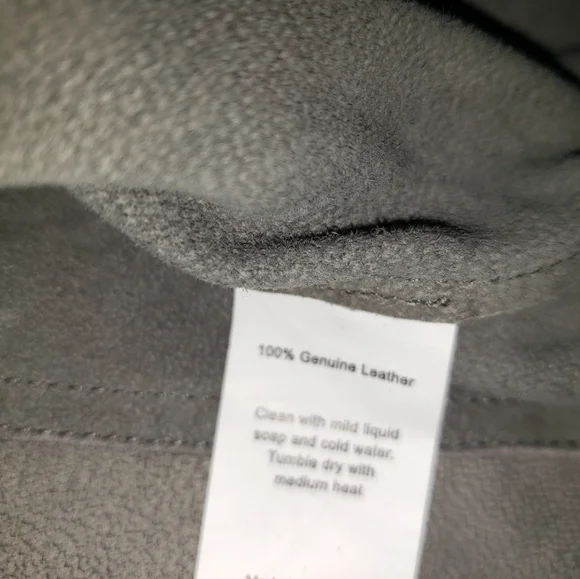 100% Genuine Leather
Clean with mild liquid
soap and cold water.
Tumble dry with
medium heat